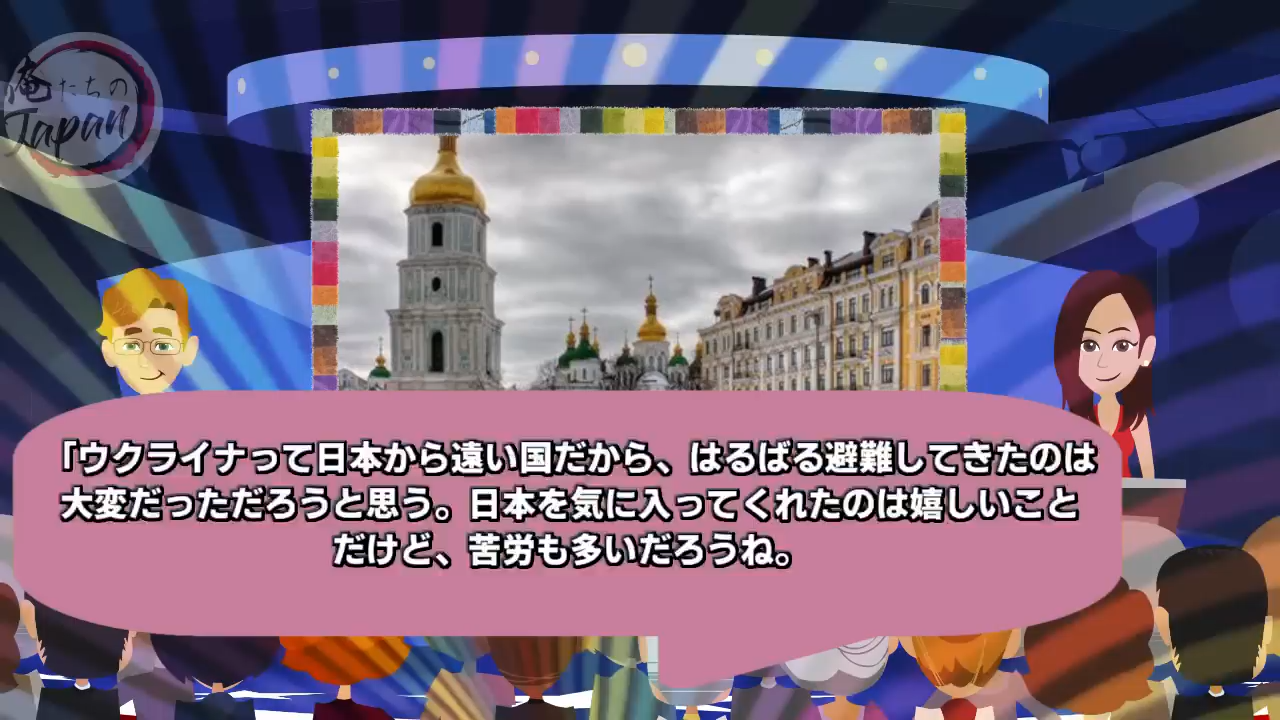 俺たちの
Japan
「ウクライナって日本から遠い国だから、はるばる避難してきたのは
大変だっただろうと思う。日本を気に入ってくれたのは嬉しいこと
だけど、苦労も多いだろうね。